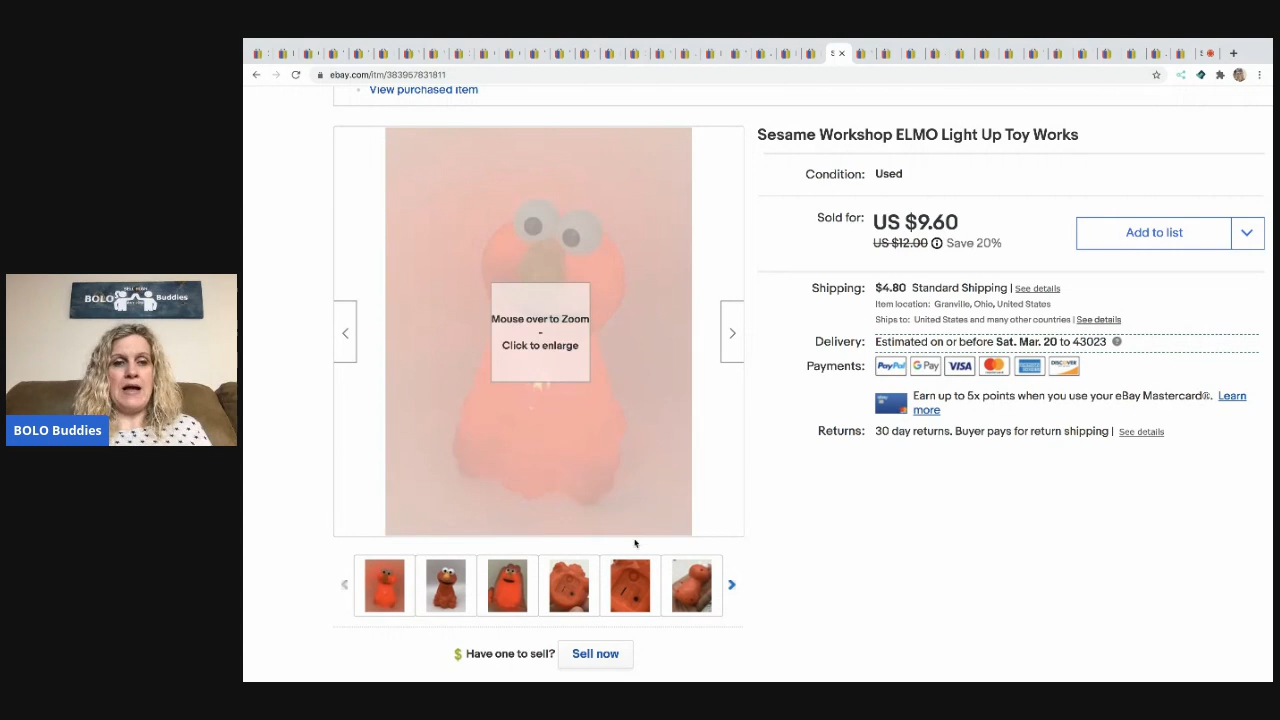 ebay.com/itm/383957831811
View purchased item
Sesame Workshop ELMO Light Up Toy Works
Condition: Used
Sold for: US $9.60
US $12.00 Save 20%
Add to list
Mouse over to Zoom
-
Click to enlarge
Shipping: $4.80 Standard Shipping | See details
Item location: Granville, Ohio, United States
Ships to: United States and many other countries | See details
Delivery: Estimated on or before Sat. Mar. 20 to 43023
Payments: PayPal G Pay VISA
DISCOVER
Earn up to 5x points when you use your eBay Mastercard®. Learn
more
Returns: 30 day returns. Buyer pays for return shipping | See details
Have one to sell? Sell now
BOLO Buddies
BOLO Buddies